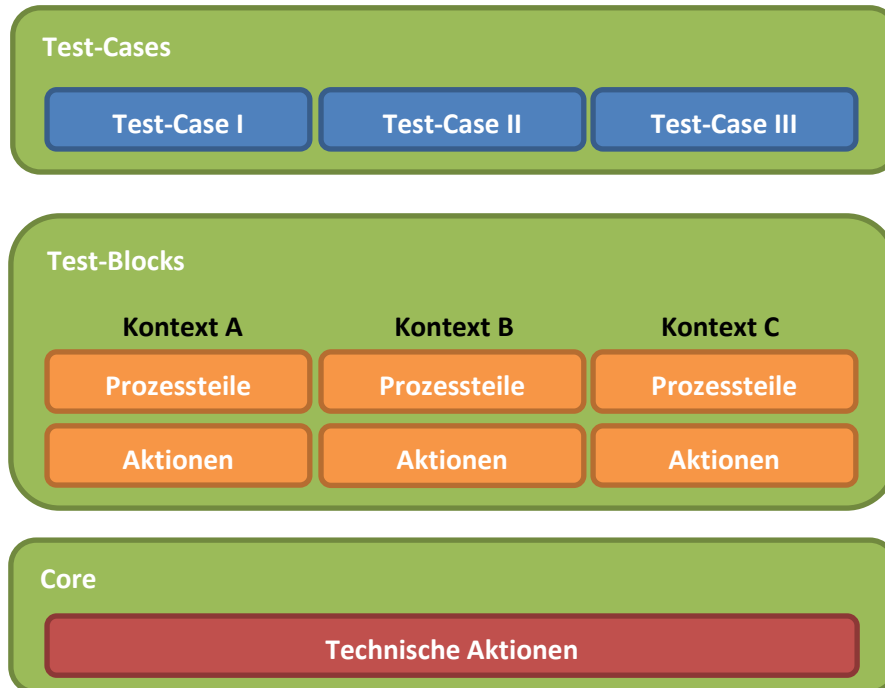 Test-Cases
Test-Case I Test-Case II Test-Case III
Test-Blocks
Kontext A Kontext B Kontext C
Prozessteile Prozessteile Prozessteile
Aktionen Aktionen Aktionen
Core
Technische Aktionen